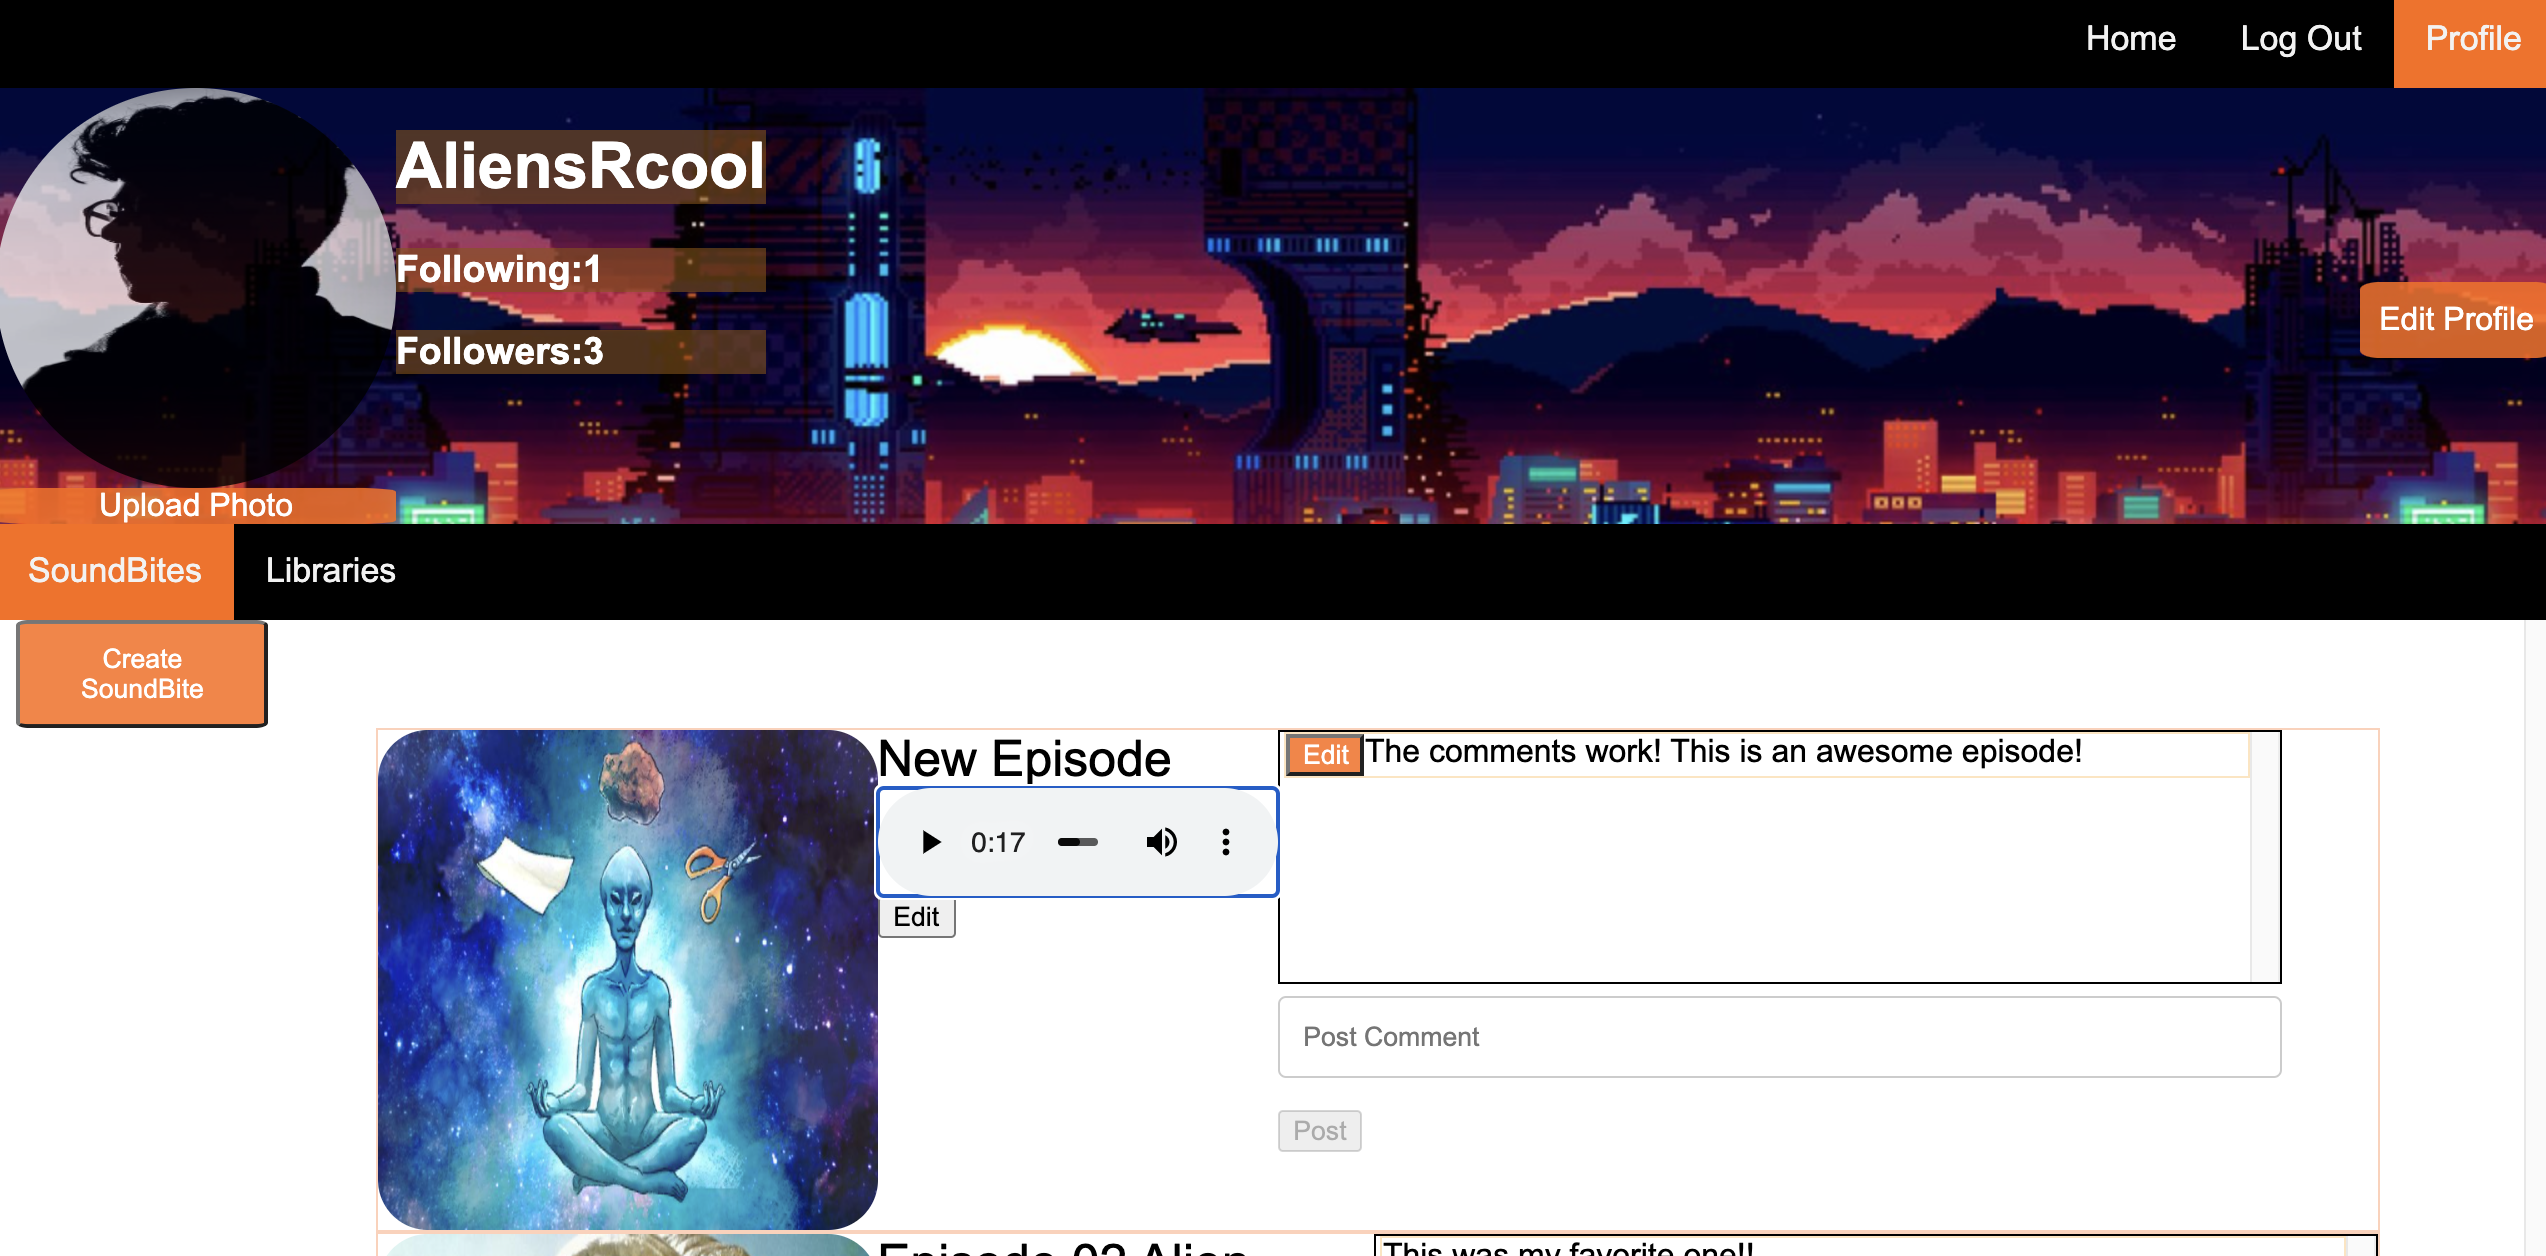 Home Log Out Profile
AliensRcool
Following:1
Followers:3
Edit Profile
Upload Photo
SoundBites Libraries
Create
SoundBite
New Episode
0:17
Edit
Edit The comments work! This is an awesome episode!
Post Comment
Post
Episode 02 Alien
This was my favorite one!!